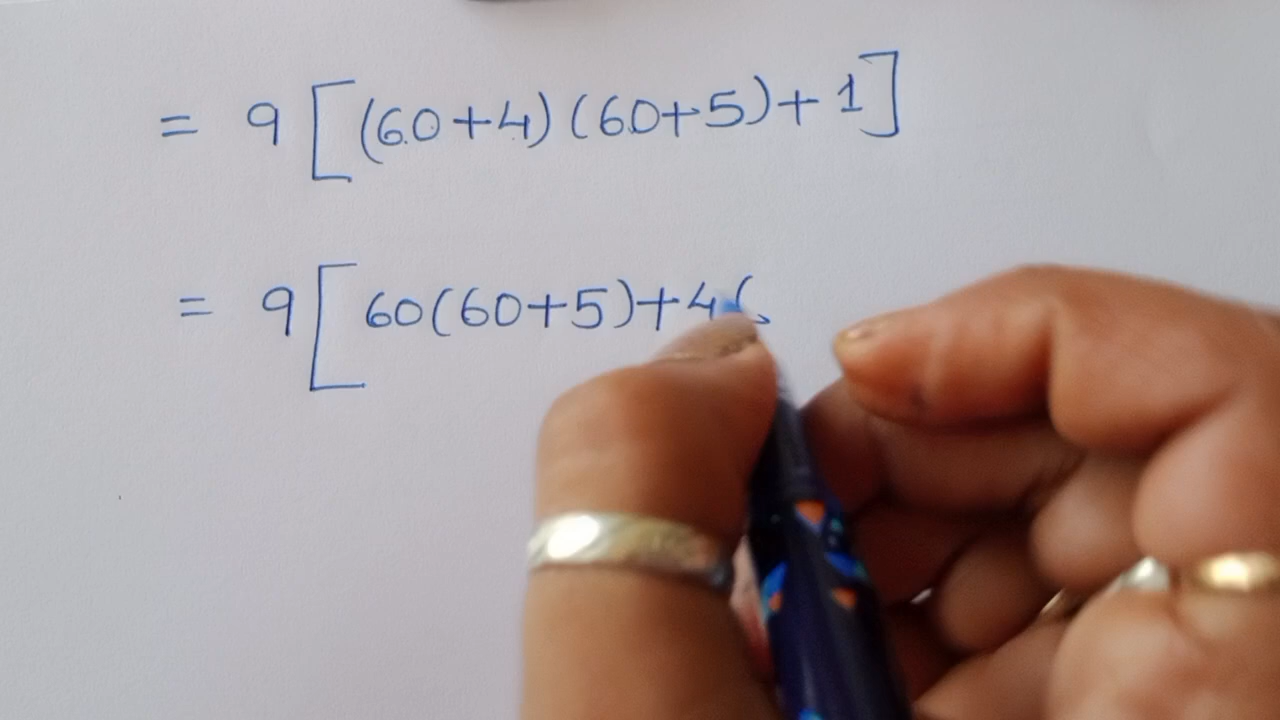 = 9 [(60+4)(60+5)+1]
= 9 [60(60+5)+4(